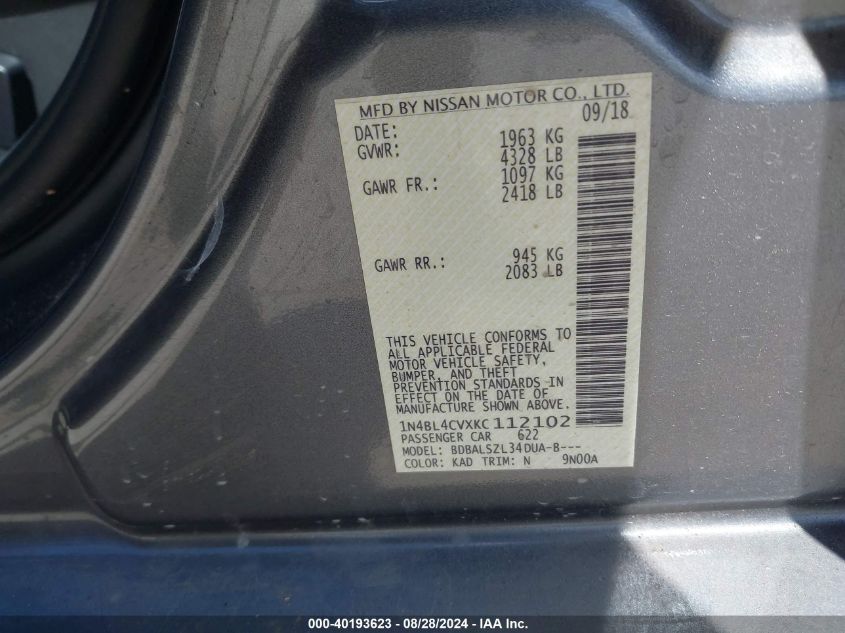 MFD BY NISSAN MOTOR CO., LTD.
DATE: 09/18
GVWR: 1963 KG
4328 LB
GAWR FR.: 1097 KG
2418 LB
GAWR RR.: 945 KG
2083 LB
THIS VEHICLE CONFORMS TO
ALL APPLICABLE FEDERAL
MOTOR VEHICLE SAFETY,
BUMPER, AND THEFT
PREVENTION STANDARDS IN
EFFECT ON THE DATE OF
MANUFACTURE SHOWN ABOVE.
1N4BL4CVXKC112102
PASSENGER CAR 622
MODEL: BDBALSZL34DUA-B---
COLOR: KAD TRIM: N 9N00A
000-40193623 / 08/28/2024 - IAA Inc.